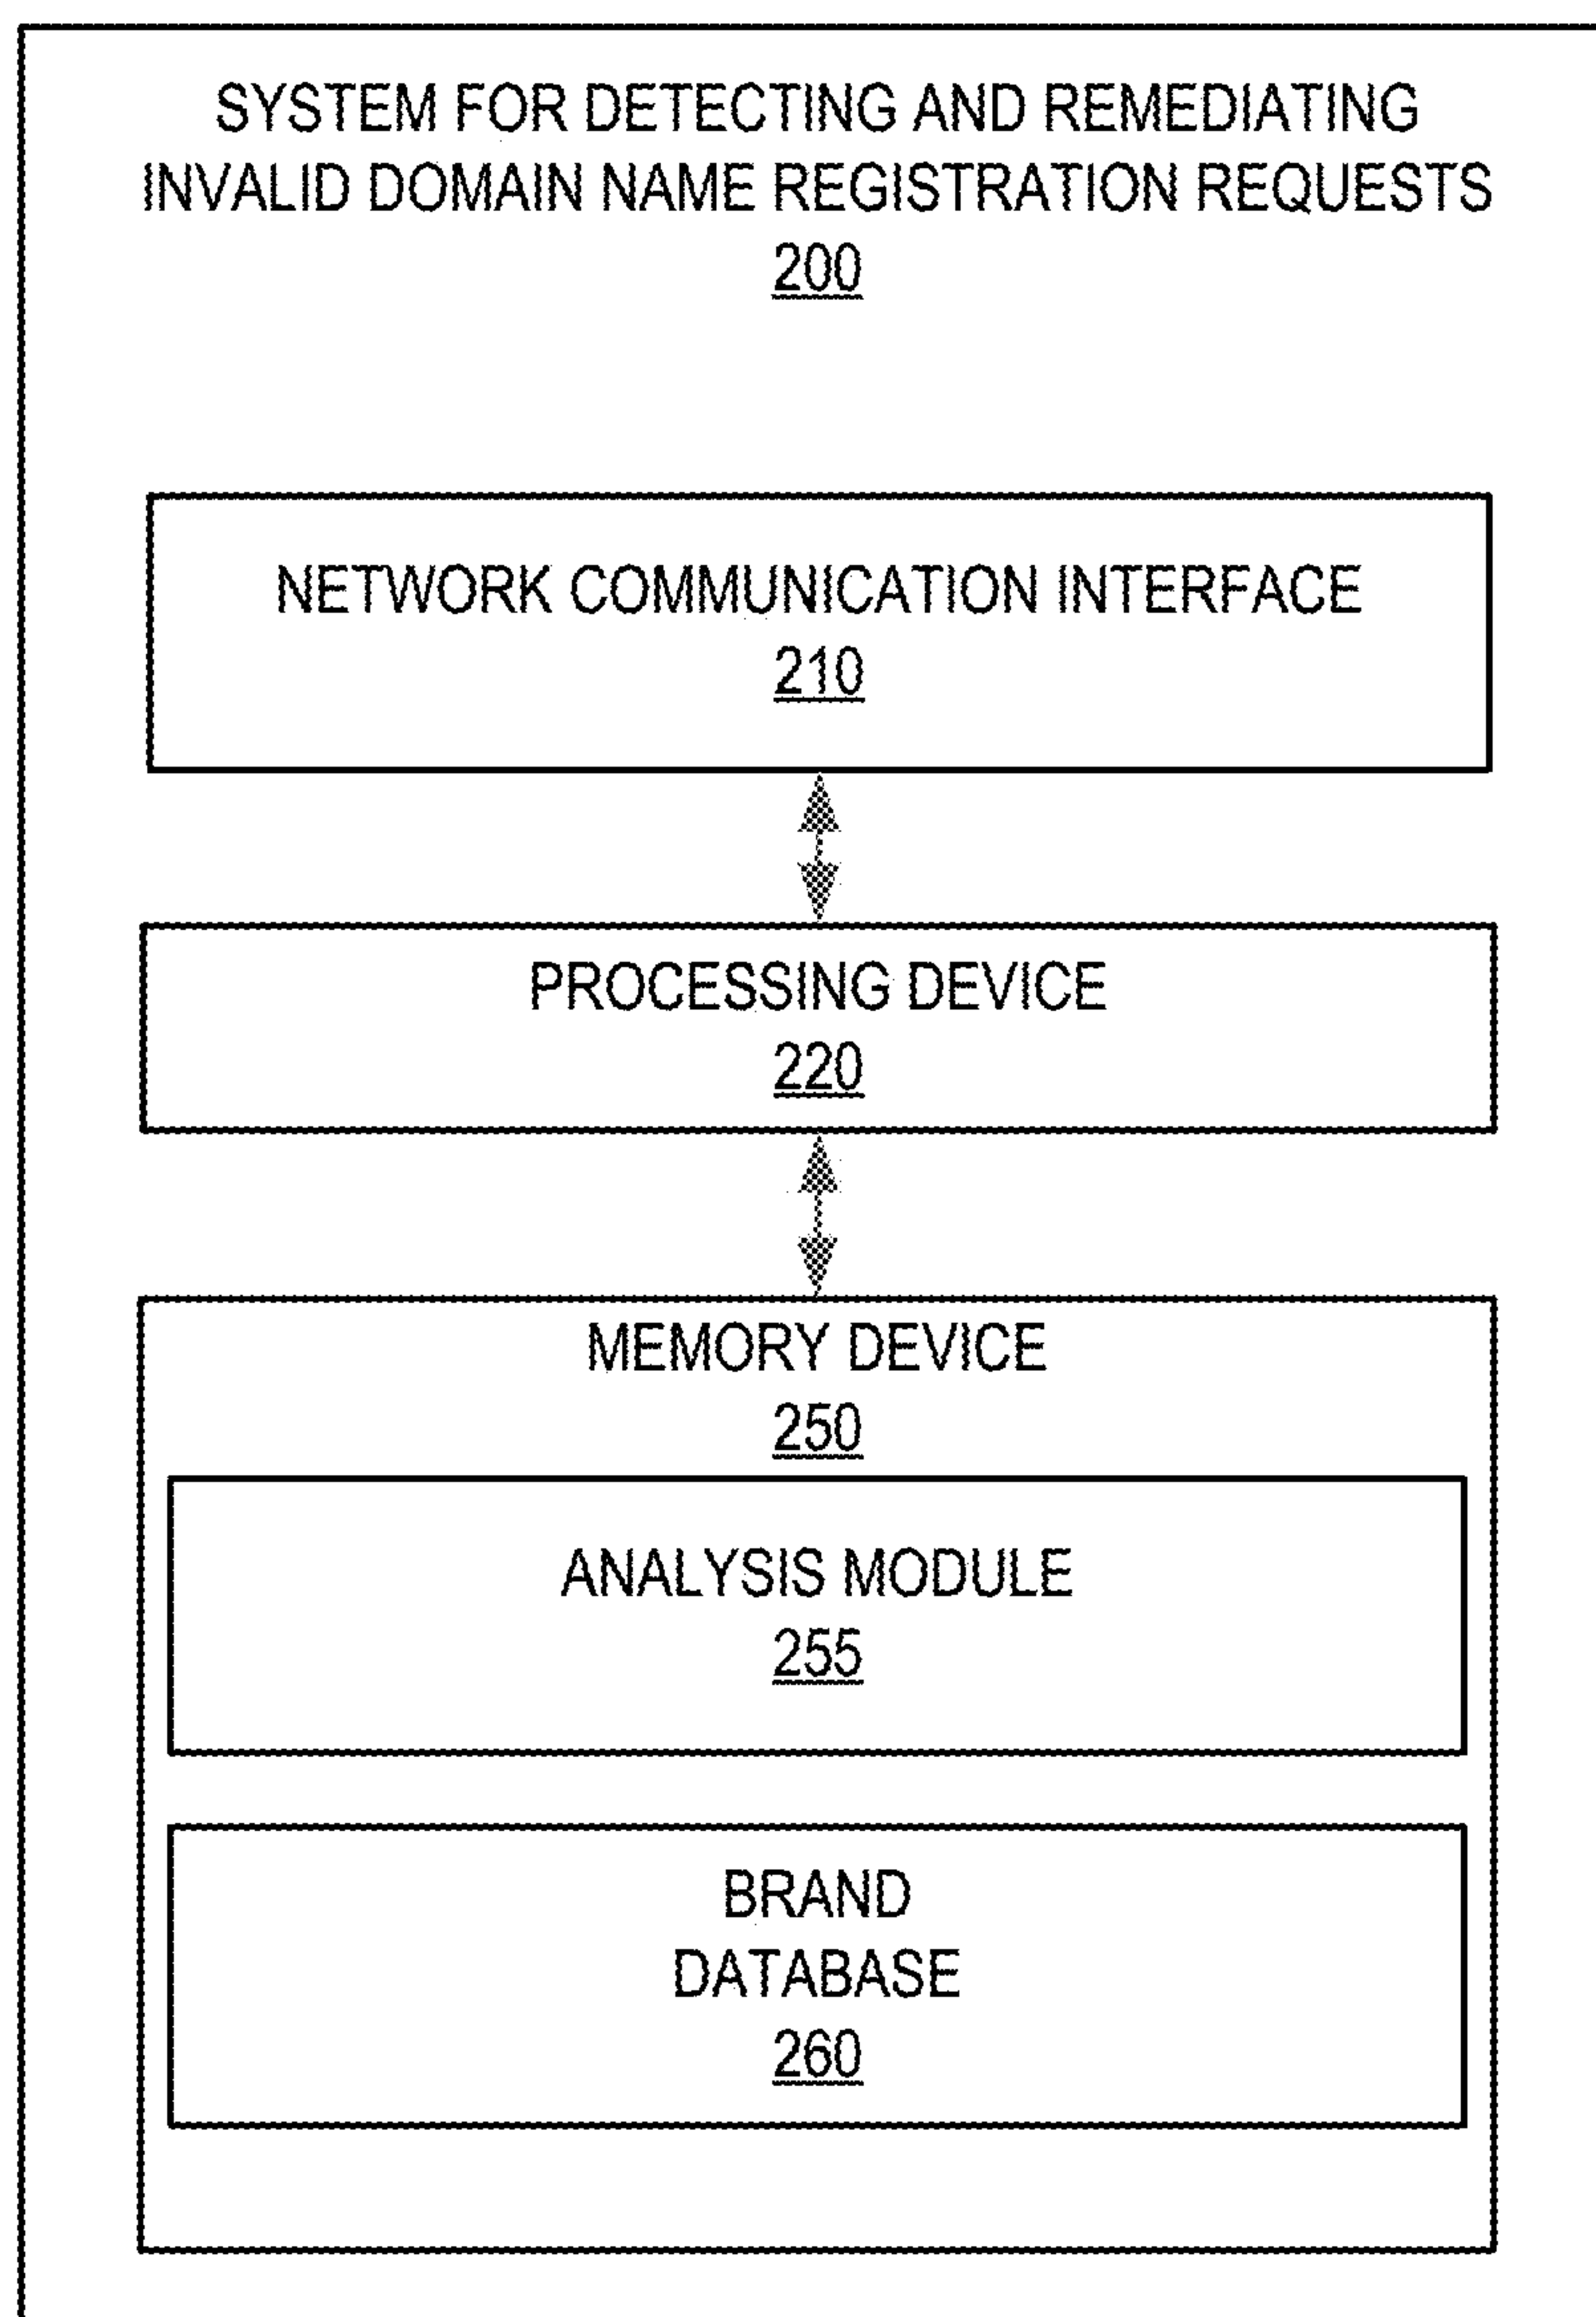 SYSTEM FOR DETECTING AND REMEDIATING
INVALID DOMAIN NAME REGISTRATION REQUESTS
200
NETWORK COMMUNICATION INTERFACE
210
PROCESSING DEVICE
220
MEMORY DEVICE
250
ANALYSIS MODULE
255
BRAND
DATABASE
260